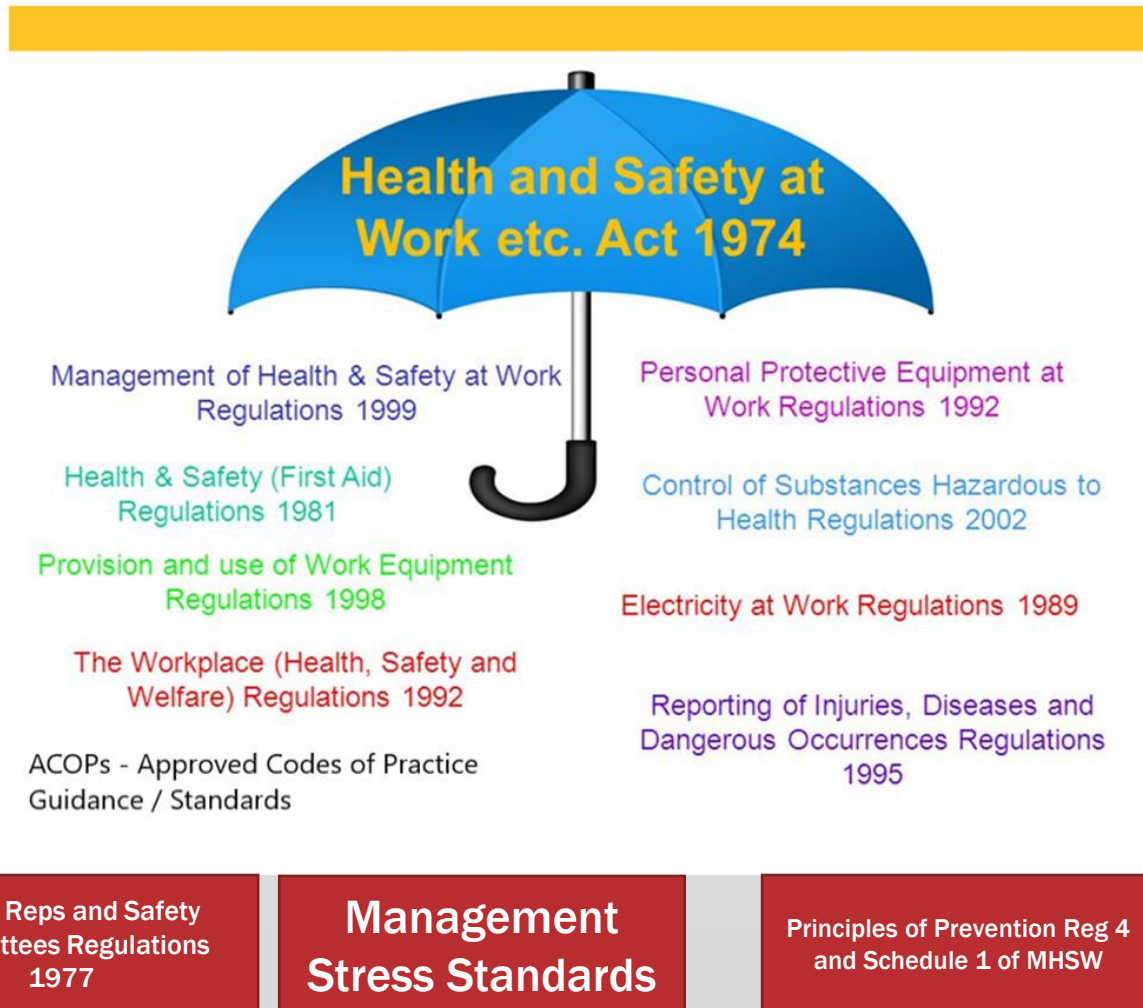 Health and Safety at
Work etc. Act 1974
Management of Health & Safety at Work
Regulations 1999
Health & Safety (First Aid)
Regulations 1981
Provision and use of Work Equipment
Regulations 1998
The Workplace (Health, Safety and
Welfare) Regulations 1992
ACOPs - Approved Codes of Practice
Guidance / Standards
Personal Protective Equipment at
Work Regulations 1992
Control of Substances Hazardous to
Health Regulations 2002
Electricity at Work Regulations 1989
Reporting of Injuries, Diseases and
Dangerous Occurrences Regulations
1995
Reps and Safety
ttees Regulations
1977
Management
Stress Standards
Principles of Prevention Reg 4
and Schedule 1 of MHSW